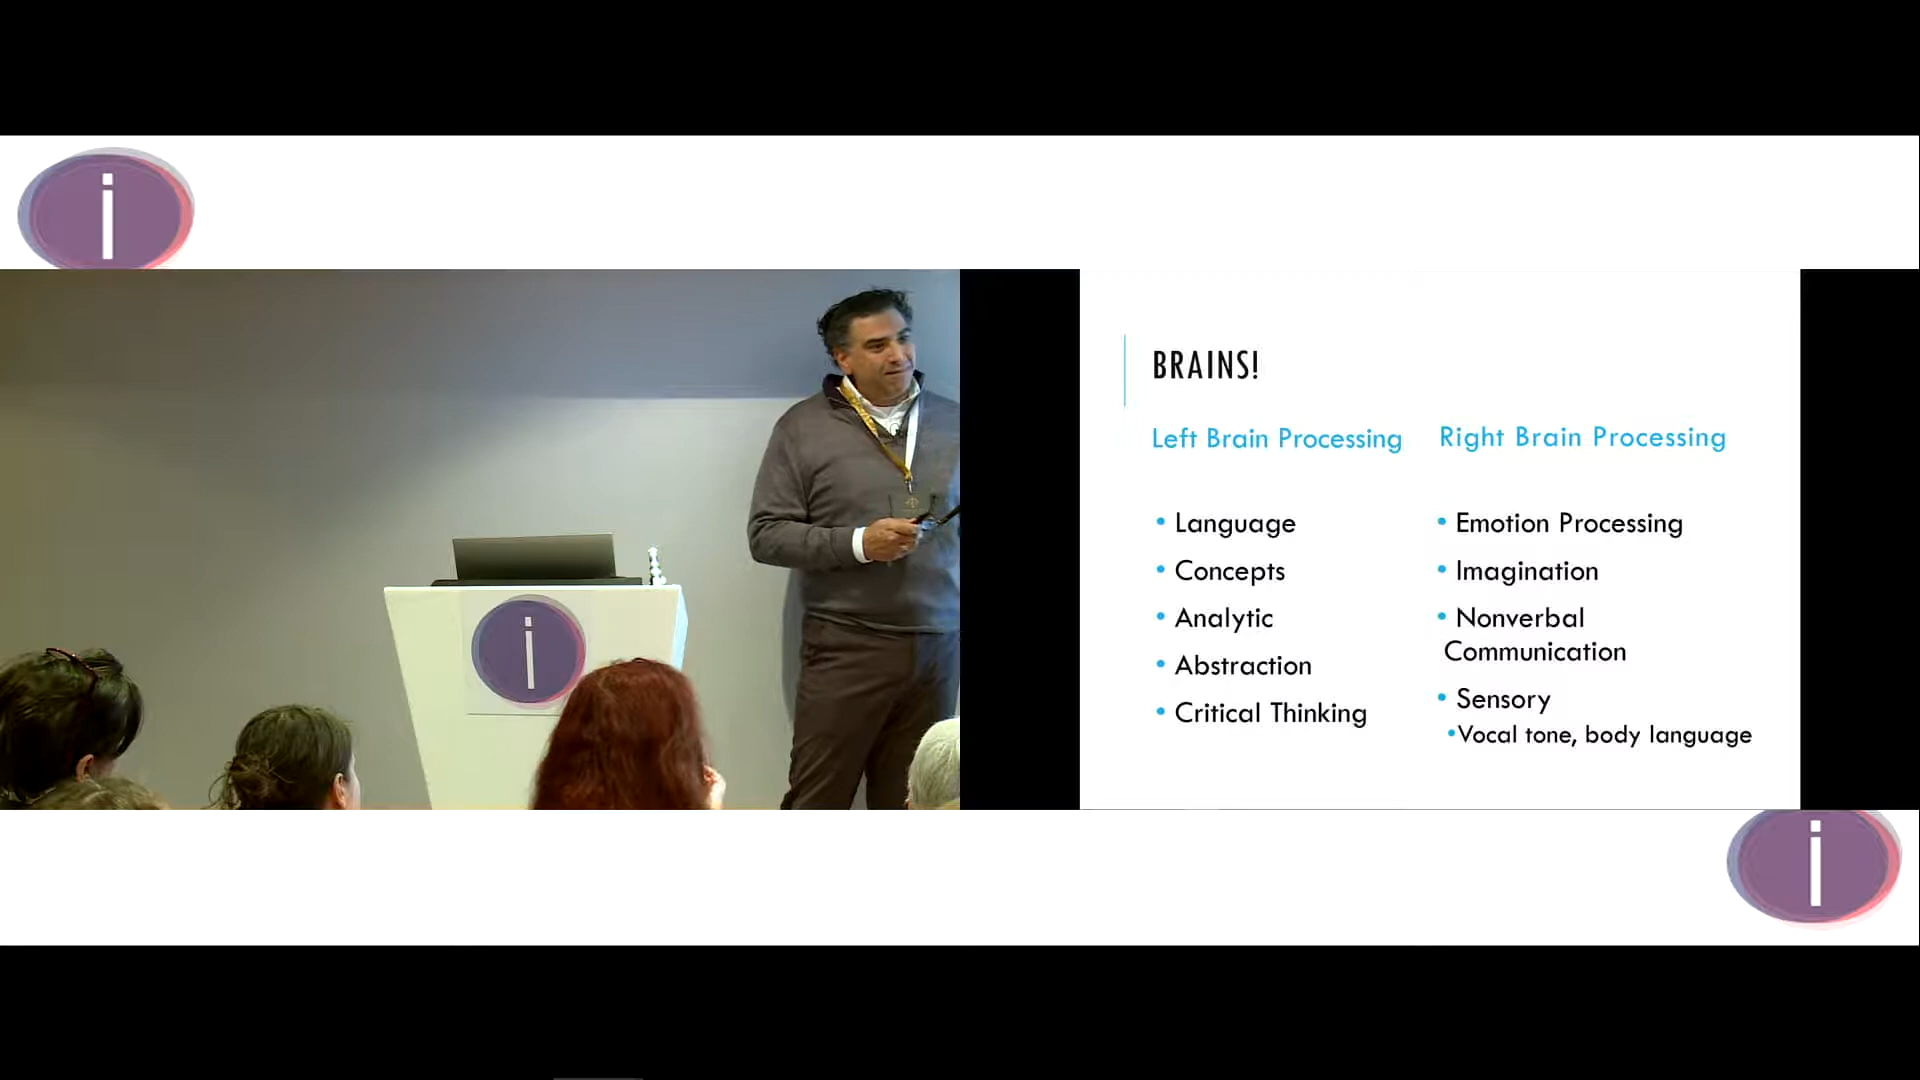 i
BRAINS!
Left Brain Processing
Right Brain Processing
• Language
• Concepts
• Analytic
• Abstraction
• Critical Thinking
• Emotion Processing
• Imagination
• Nonverbal
Communication
• Sensory
•Vocal tone, body language
i
i